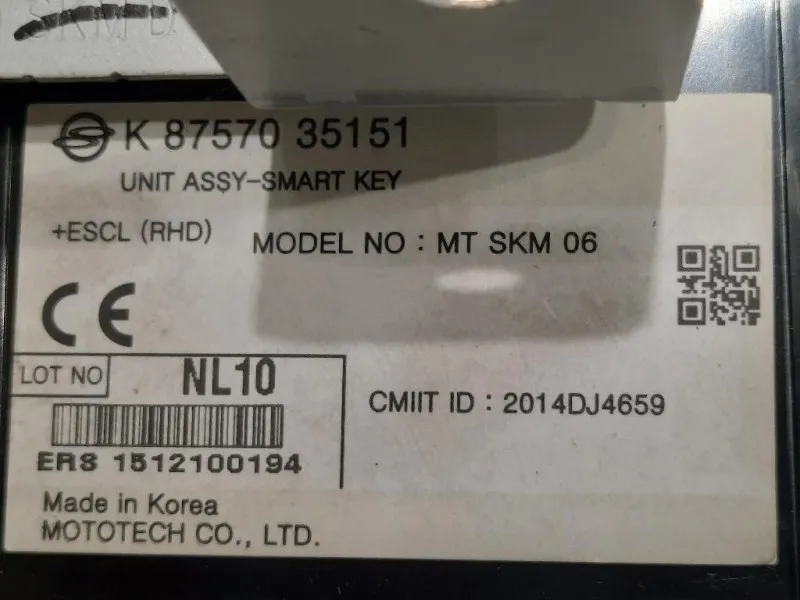 SKM D
K 87570 35151
UNIT ASSY-SMART KEY
+ESCL (RHD)
MODEL NO : MT SKM 06
CE
LOT NO
NL10
CMIIT ID : 2014DJ4659
ERS 1512100194
Made in Korea
MOTOTECH CO., LTD.